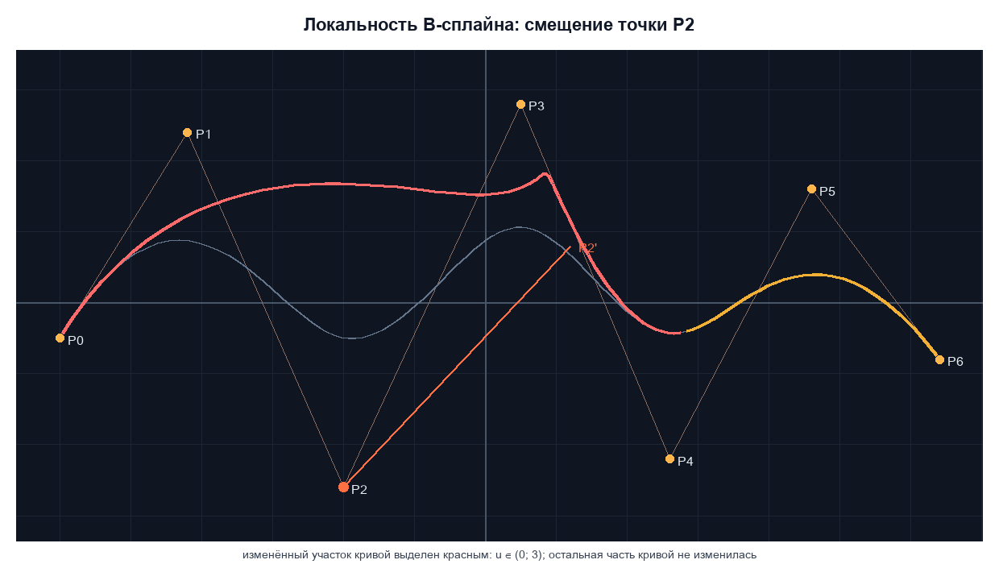 Локальность B-сплайна: смещение точки P2
P3
P1
P5
P2'
P0
P6
P4
P2
изменённый участок кривой выделен красным: u ∈ (0; 3); остальная часть кривой не изменилась